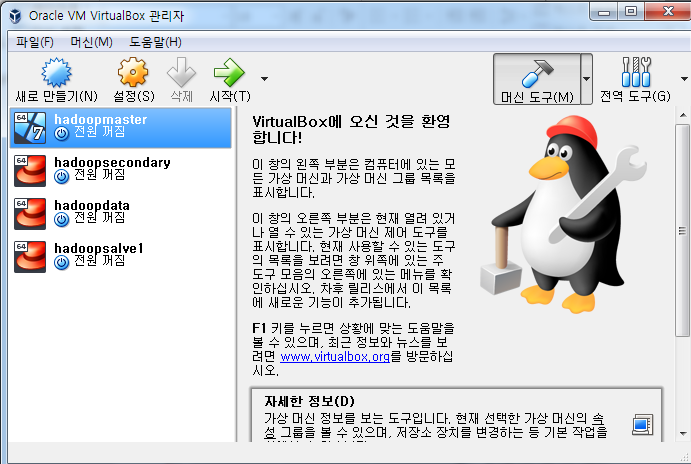 Oracle VM VirtualBox 관리자
파일(F) 머신(M) 도움말(H)
새로 만들기(N) 설정(S) 삭제 시작(T) 머신 도구(M) 전역 도구(G)
64 7 hadoopmaster
전원 꺼짐
64 hadoopsecondary
전원 꺼짐
64 hadoopdata
전원 꺼짐
64 hadoopsalve1
전원 꺼짐
VirtualBox에 오신 것을 환영
합니다!
이 창의 왼쪽 부분은 컴퓨터에 있는 모
든 가상 머신과 가상 머신 그룹 목록을
표시합니다.
이 창의 오른쪽 부분은 현재 열려 있거
나 열 수 있는 가상 머신 제어 도구를
표시합니다. 현재 사용할 수 있는 도구
의 목록을 보려면 창 위쪽에 있는 주
도구 모음의 오른쪽에 있는 메뉴를 확
인하십시오. 차후 릴리스에서 이 목록
에 새로운 기능이 추가됩니다.
F1 키를 누르면 상황에 맞는 도움말을
볼 수 있으며, 최근 정보와 뉴스를 보
려면 www.virtualbox.org를 방문하십
시오.
자세한 정보(D)
가상 머신 정보를 보는 도구입니다. 현재 선택한 가상 머신의 속
성 그룹을 볼 수 있으며, 저장소 장치를 변경하는 등 기본 작업을